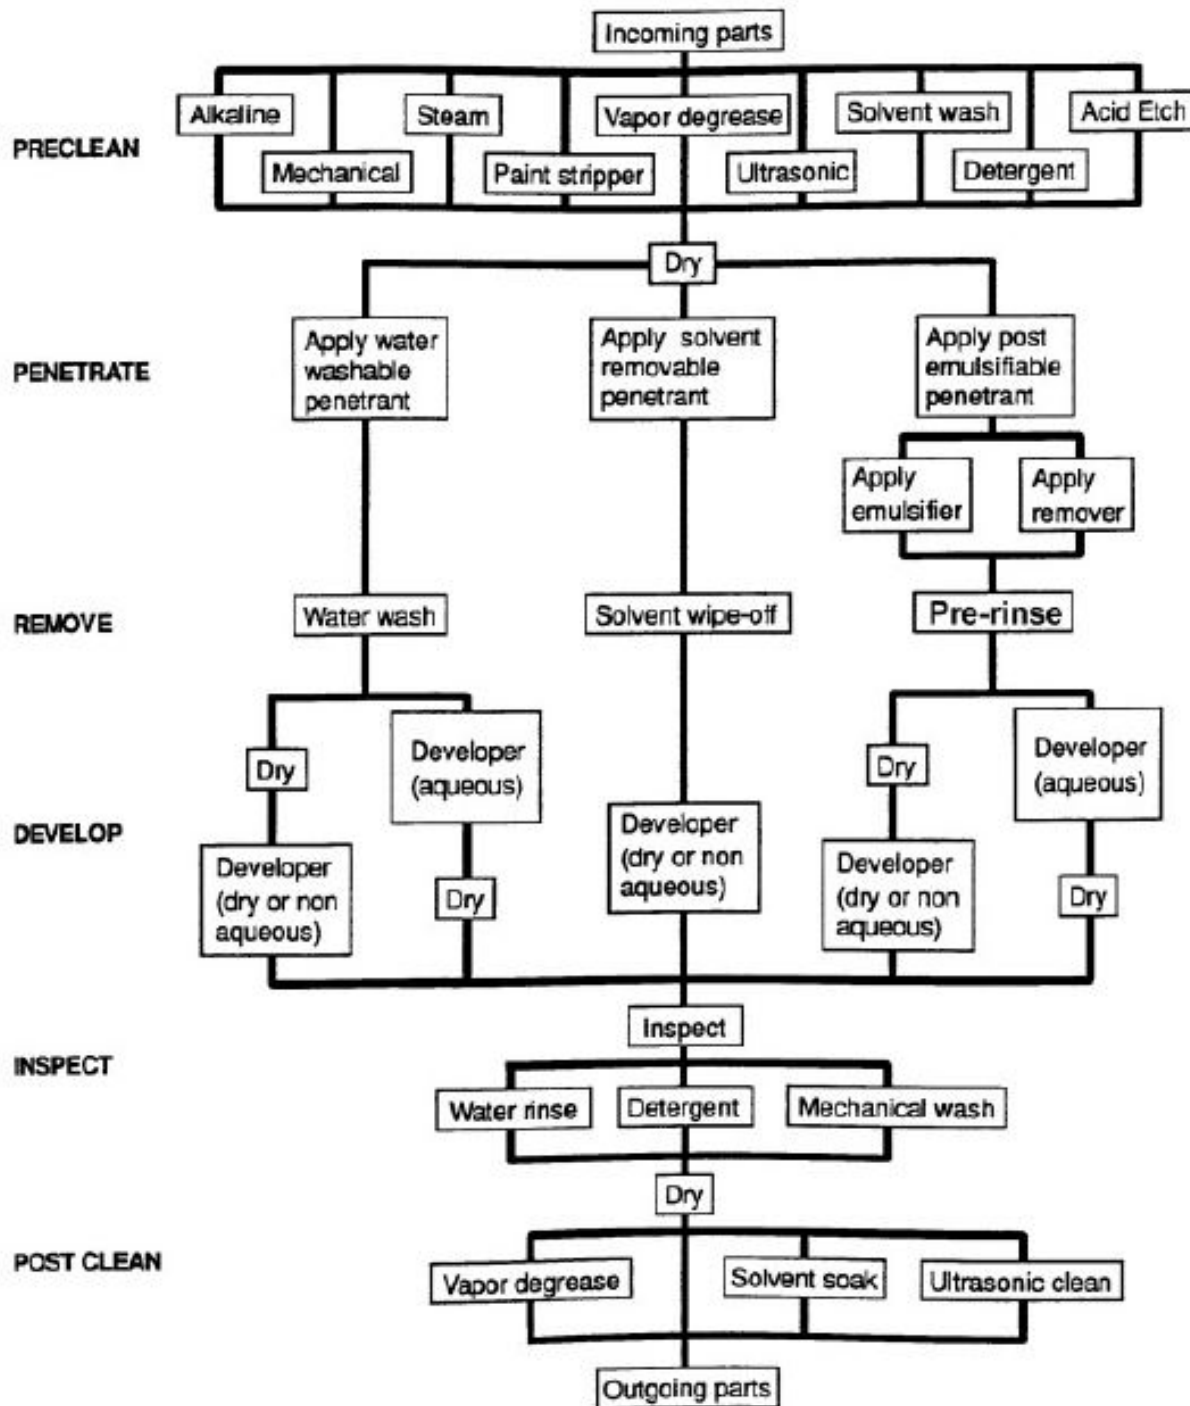 Incoming parts
Alkaline
Steam
Vapor degrease
Solvent wash
Acid Etch
PRECLEAN
Mechanical
Paint stripper
Ultrasonic
Detergent
Dry
PENETRATE
Apply water
washable
penetrant
Apply solvent
removable
penetrant
Apply post
emulsifiable
penetrant
Apply
emulsifier
Apply
remover
REMOVE
Water wash
Solvent wipe-off
Pre-rinse
DEVELOP
Dry
Developer
(aqueous)
Developer
(dry or non
aqueous)
Dry
Developer
(dry or non
aqueous)
Dry
Developer
(aqueous)
Developer
(dry or non
aqueous)
Dry
Inspect
INSPECT
Water rinse
Detergent
Mechanical wash
Dry
POST CLEAN
Vapor degrease
Solvent soak
Ultrasonic clean
Outgoing parts